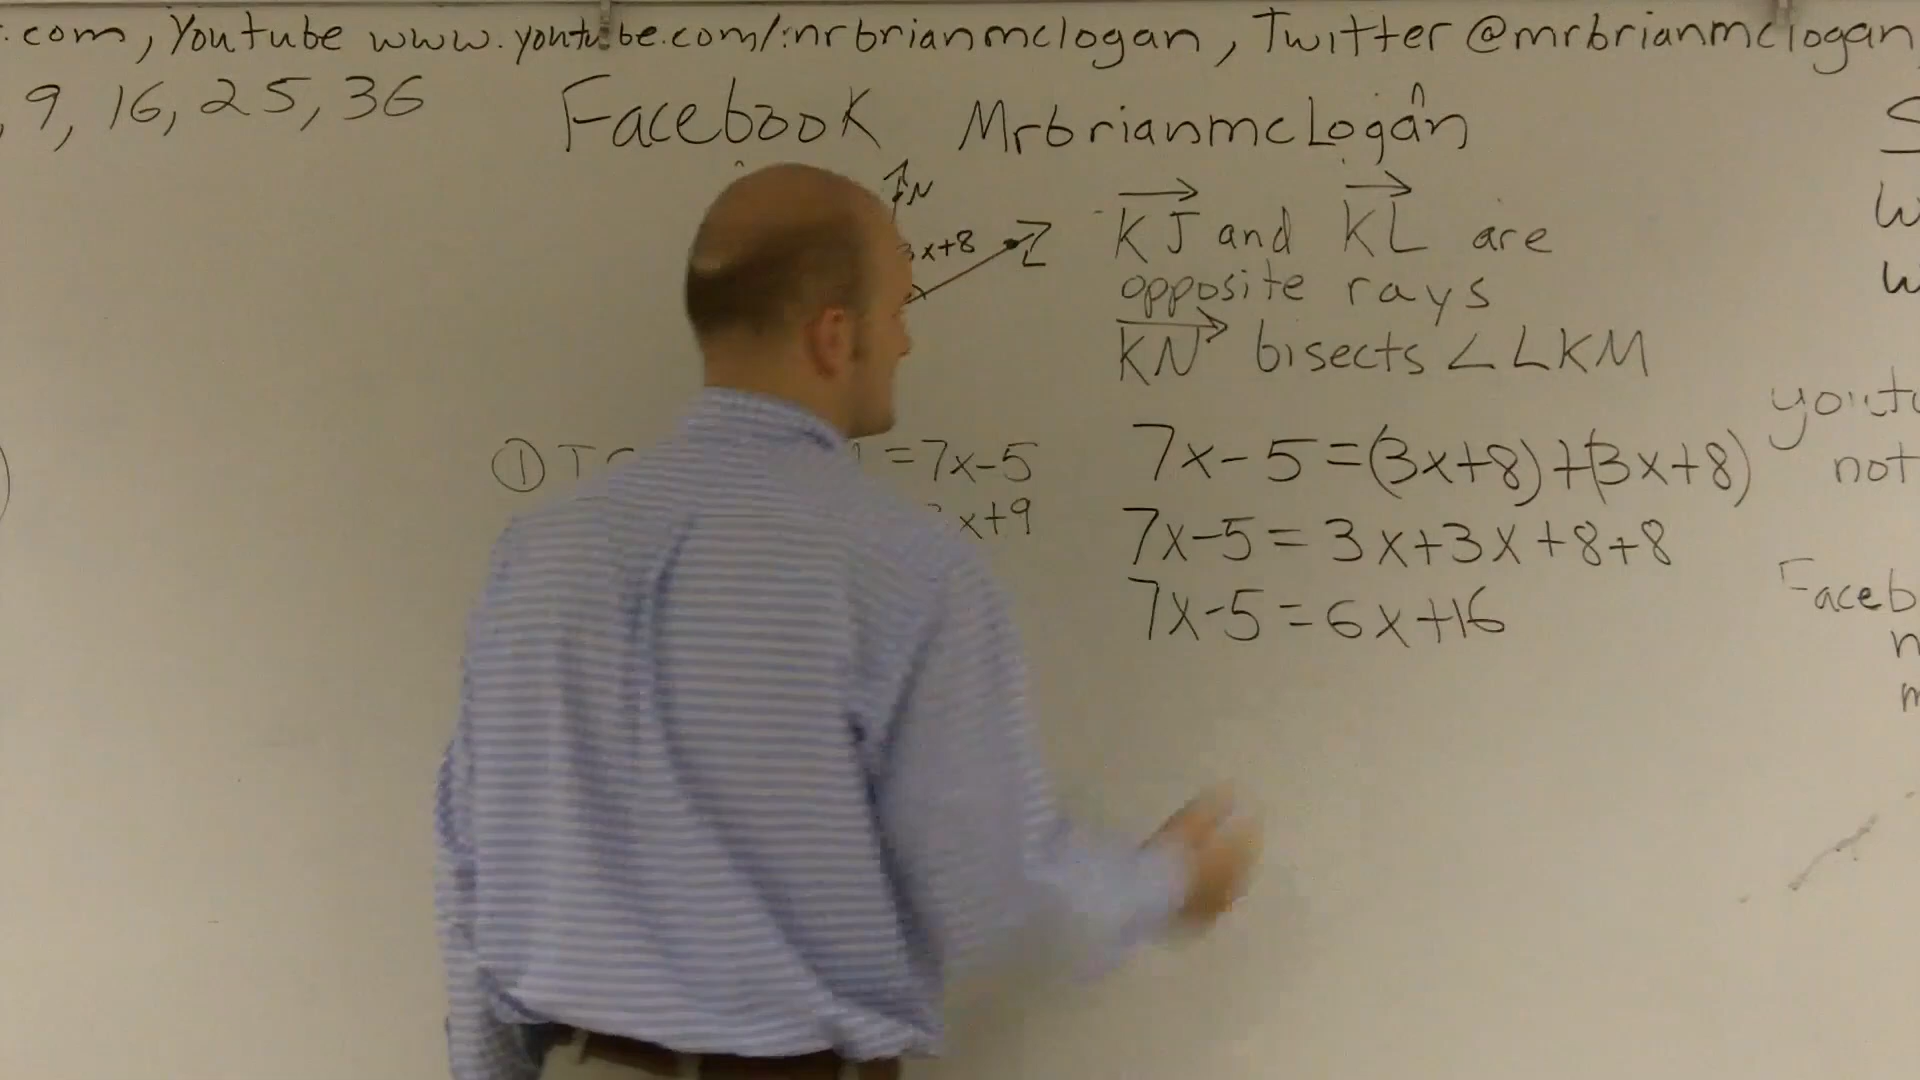 .com, Youtube www.youtube.com/mrbrianmclogan, Twitter @mrbrianmclogan
, 9, 16, 25, 36
Facebook MrbrianmcLogan
N
3x+8
L
KJ and KL are
opposite rays
KN bisects ∠LKM
① = 7x-5
x+9
7x-5=(3x+8)+(3x+8)
7x-5=3x+3x+8+8
7x-5=6x+16
not